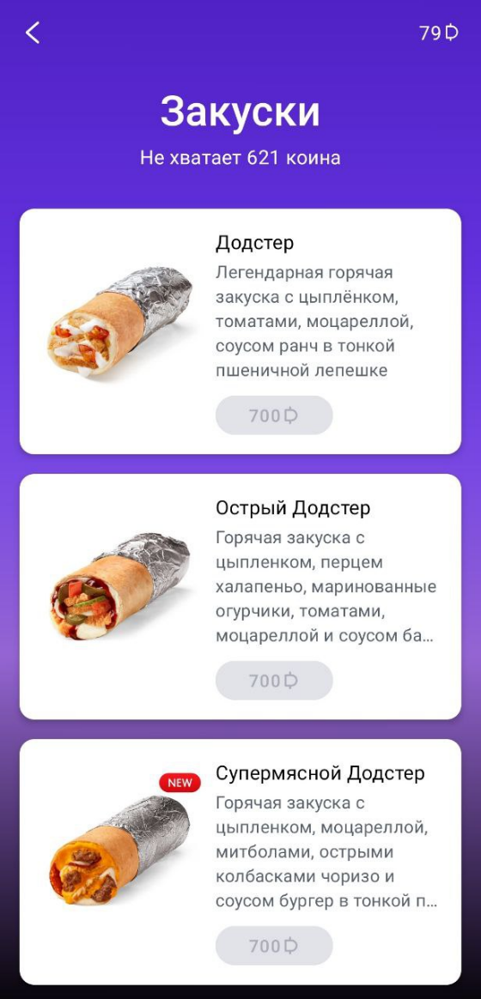 79
Закуски
Не хватает 621 коина
Додстер
Легендарная горячая
закуска с цыплёнком,
томатами, моцареллой,
соусом ранч в тонкой
пшеничной лепешке
700
Острый Додстер
Горячая закуска с
цыпленком, перцем
халапеньо, маринованные
огурчики, томатами,
моцареллой и соусом ба...
700
NEW
Супермясной Додстер
Горячая закуска с
цыпленком, моцареллой,
митболами, острыми
колбасками чоризо и
соусом бургер в тонкой п...
700